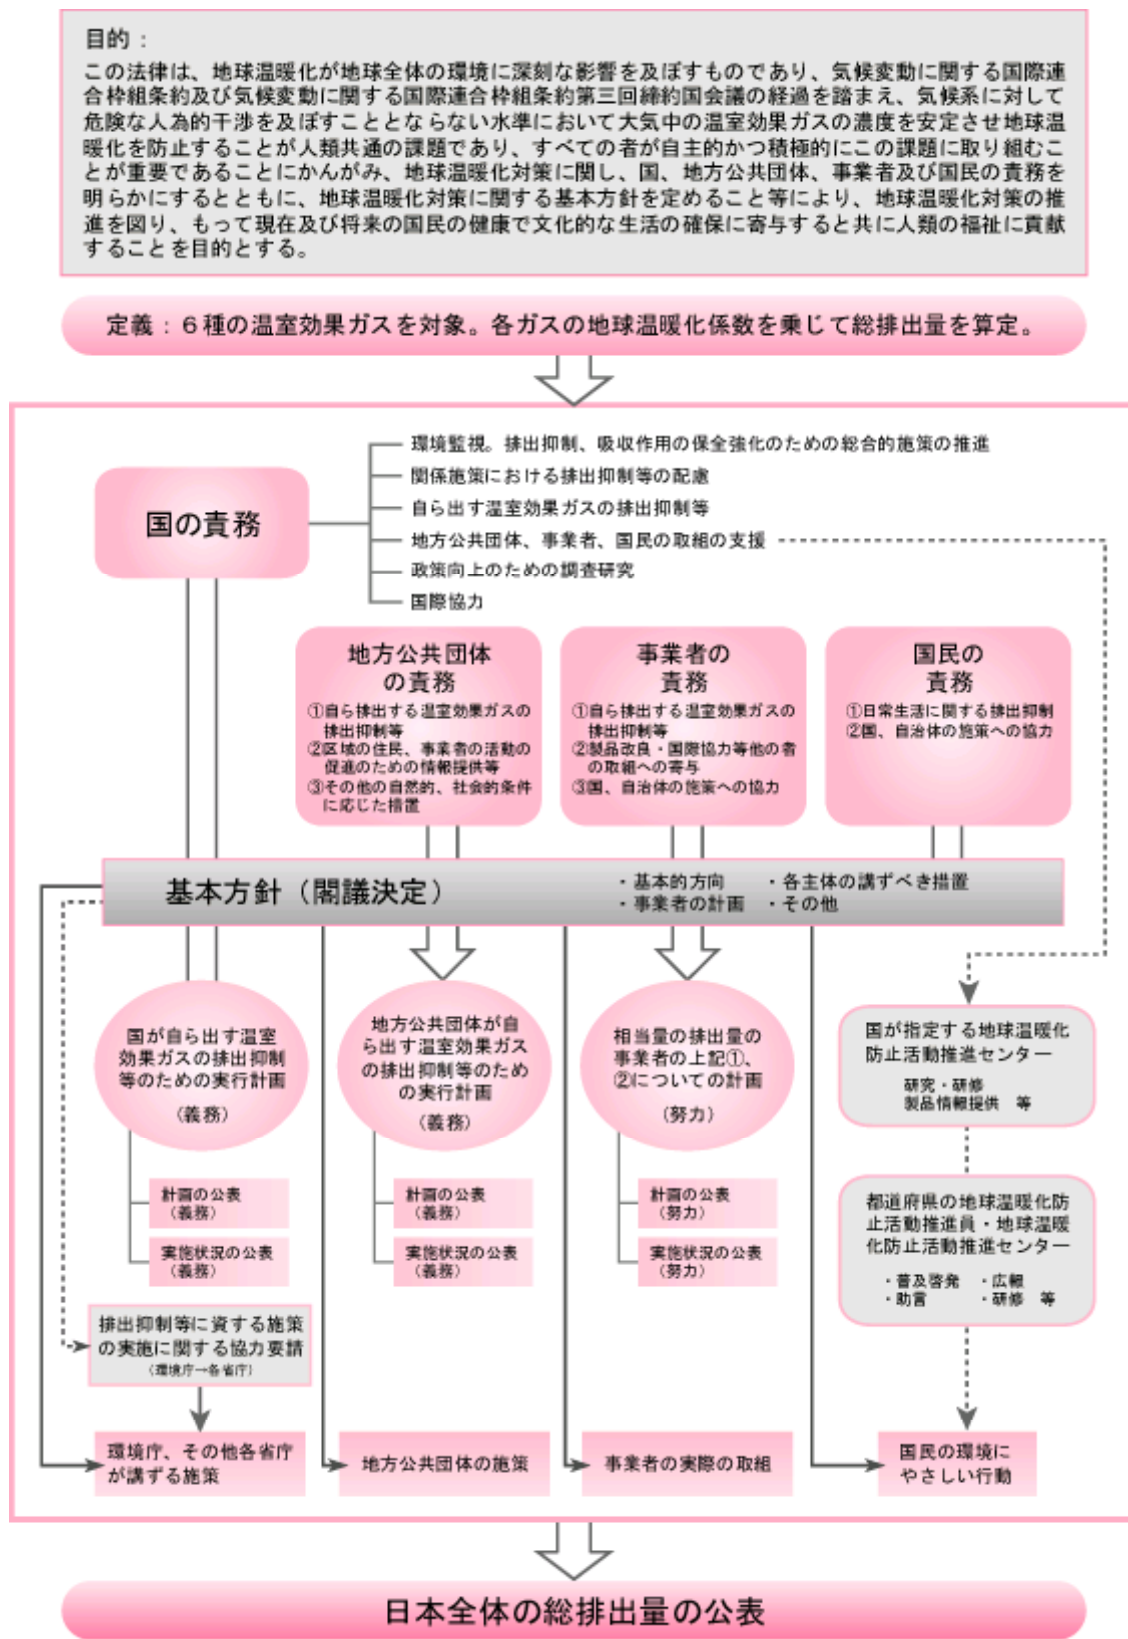 目的：
この法律は、地球温暖化が地球全体の環境に深刻な影響を及ぼすものであり、気候変動に関する国際連
合枠組条約及び気候変動に関する国際連合枠組条約第三回締約国会議の経過を踏まえ、気候系に対して
危険な人為的干渉を及ぼすこととならない水準において大気中の温室効果ガスの濃度を安定させ地球温
暖化を防止することが人類共通の課題であり、すべての者が自主的かつ積極的にこの課題に取り組むこ
とが重要であることにかんがみ、地球温暖化対策に関し、国、地方公共団体、事業者及び国民の責務を
明らかにするとともに、地球温暖化対策に関する基本方針を定めること等により、地球温暖化対策の推
進を図り、もって現在及び将来の国民の健康で文化的な生活の確保に寄与すると共に人類の福祉に貢献
することを目的とする。
定義：６種の温室効果ガスを対象。各ガスの地球温暖化係数を乗じて総排出量を算定。
国の責務
環境監視。排出抑制、吸収作用の保全強化のための総合的施策の推進
関係施策における排出抑制等の配慮
自ら出す温室効果ガスの排出抑制等
地方公共団体、事業者、国民の取組の支援
政策向上のための調査研究
国際協力
地方公共団体
の責務
①自ら排出する温室効果ガスの
排出抑制等
②区域の住民、事業者の活動の
促進のための情報提供等
③その他の自然的、社会的条件
に応じた措置
事業者の
責務
①自ら排出する温室効果ガスの
排出抑制等
②製品改良・国際協力等他の者
の取組への寄与
③国、自治体の施策への協力
国民の
責務
①日常生活に関する排出抑制
②国、自治体の施策への協力
基本方針（閣議決定）
・基本的方向　・各主体の講ずべき措置
・事業者の計画　・その他
国が自ら出す温室
効果ガスの排出抑制
等のための実行計画
（義務）
計画の公表
（義務）
実施状況の公表
（義務）
地方公共団体が自
ら出す温室効果ガス
の排出抑制等のため
の実行計画
（義務）
計画の公表
（義務）
実施状況の公表
（義務）
相当量の排出量の
事業者の上記①、
②についての計画
（努力）
計画の公表
（努力）
実施状況の公表
（努力）
国が指定する地球温暖化
防止活動推進センター
研究・研修
製品情報提供　等
都道府県の地球温暖化防
止活動推進員・地球温暖
化防止活動推進センター
・普及啓発　・広報
・助言　・研修　等
排出抑制等に資する施策
の実施に関する協力要請
（環境庁→各省庁）
環境庁、その他各省庁
が講ずる施策
地方公共団体の施策
事業者の実際の取組
国民の環境に
やさしい行動
日本全体の総排出量の公表